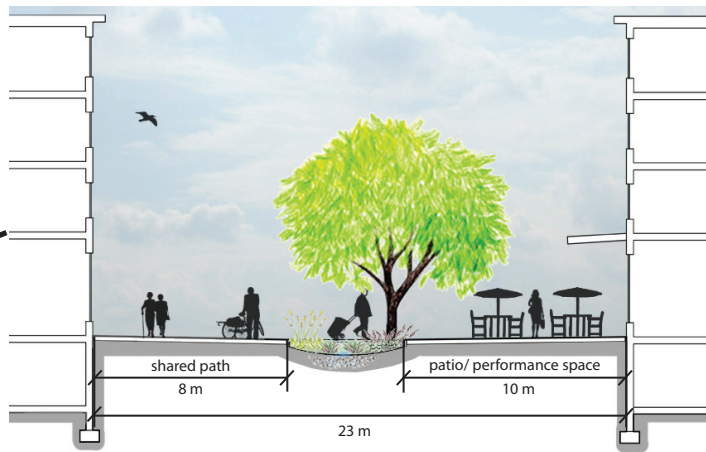 shared path
patio/ performance space
8 m
10 m
23 m